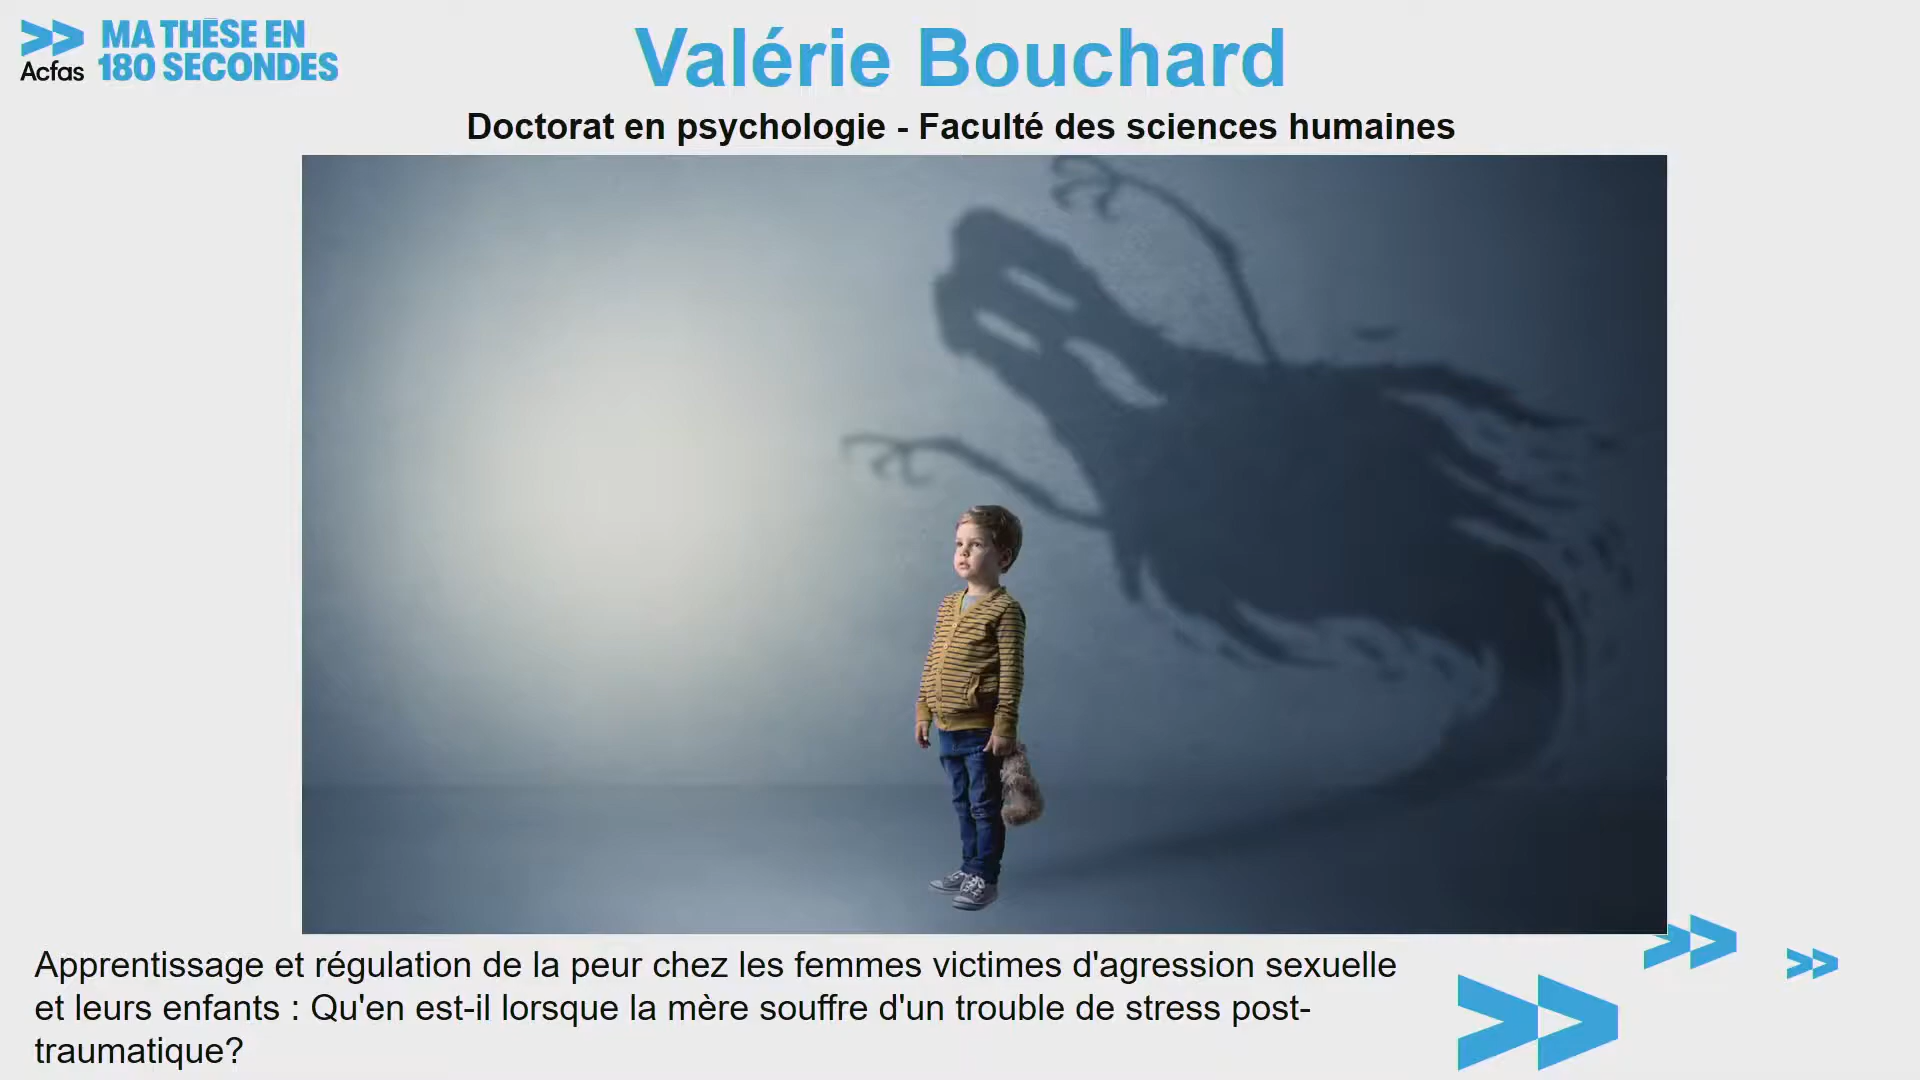 MA THÈSE EN
180 SECONDES
Acfas
Valérie Bouchard
Doctorat en psychologie - Faculté des sciences humaines
Apprentissage et régulation de la peur chez les femmes victimes d'agression sexuelle
et leurs enfants : Qu'en est-il lorsque la mère souffre d'un trouble de stress post-
traumatique?